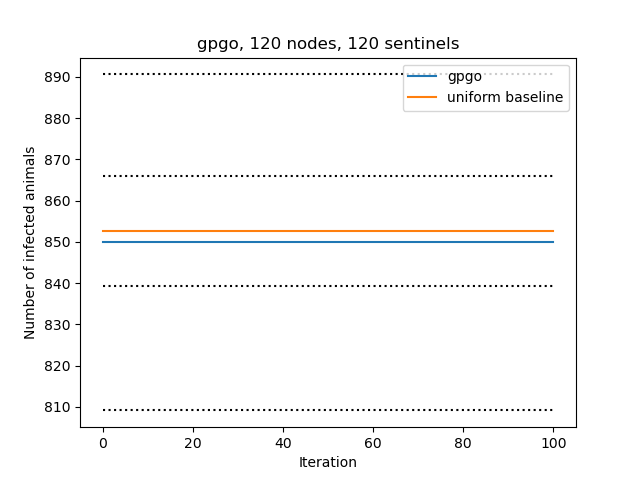 gpgo, 120 nodes, 120 sentinels
gpgo
uniform baseline
890
880
870
860
850
840
830
820
810
Number of infected animals
0 20 40 60 80 100
Iteration